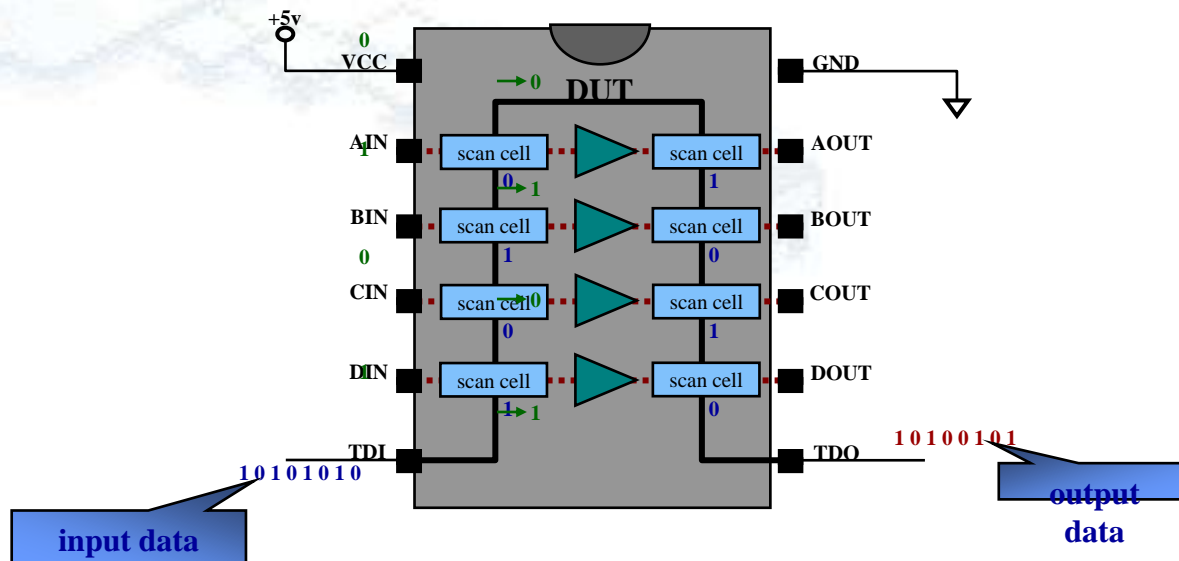 +5v
0
VCC
GND
0
DUT
AIN
1
scan cell
scan cell
AOUT
0
1
1
BIN
scan cell
scan cell
BOUT
0
1
0
CIN
scan cell
0
scan cell
COUT
0
1
DIN
1
scan cell
scan cell
DOUT
1
1
0
TDI
1 0 1 0 1 0 1 0
TDO
1 0 1 0 0 1 0 1
input data
output
data